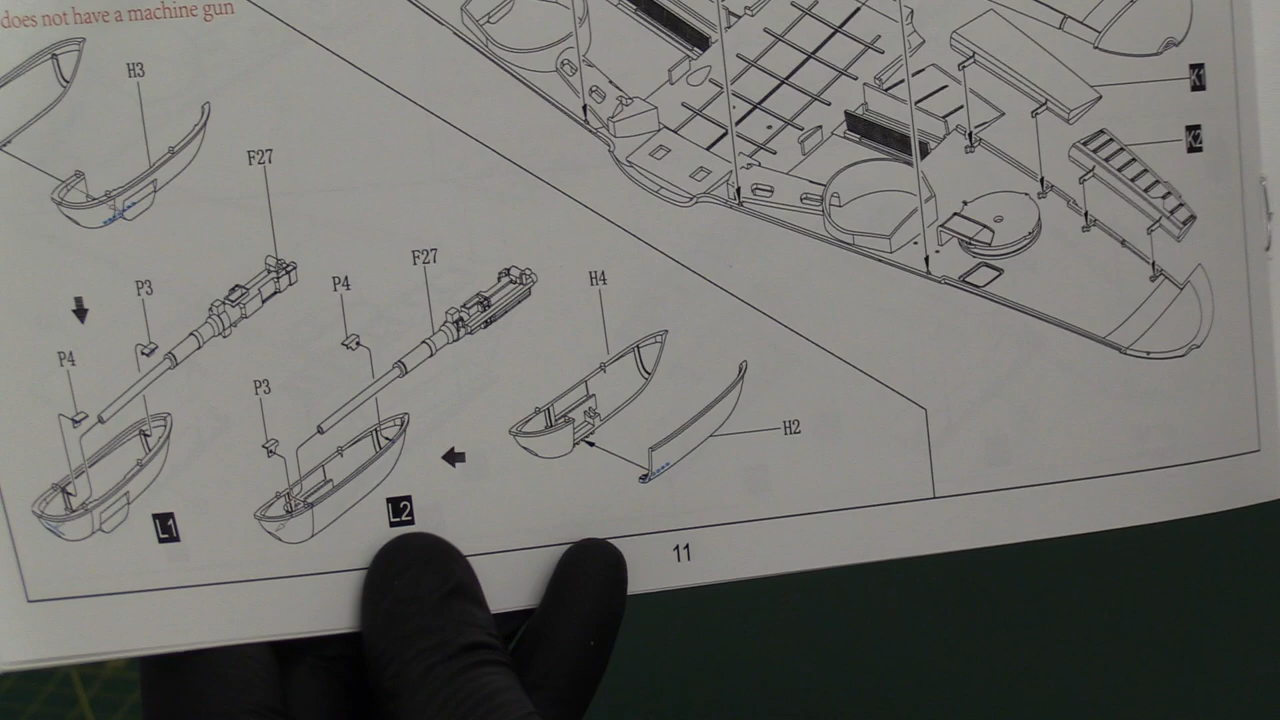 does not have a machine gun
H3
K1
K2
F27
F27
P3
P4
H4
P4
P3
H2
L1
L2
11